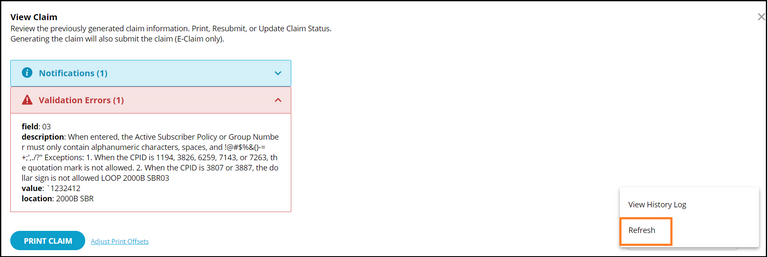 View Claim
Review the previously generated claim information. Print, Resubmit, or Update Claim Status.
Generating the claim will also submit the claim (E-Claim only).
Notifications (1)
Validation Errors (1)
field: 03
description: When entered, the Active Subscriber Policy or Group Numbe
r must only contain alphanumeric characters, spaces, and !@#$%&()-=
+;',./?" Exceptions: 1. When the CPID is 1194, 3826, 6259, 7143, or 7263, th
e quotation mark is not allowed. 2. When the CPID is 3807 or 3887, the do
llar sign is not allowed LOOP 2000B SBR03
value: `1232412
location: 2000B SBR
View History Log
Refresh
PRINT CLAIM
Adjust Print Offsets